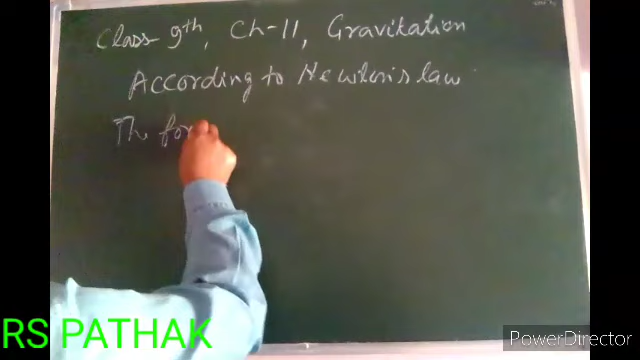 Class 9th, Ch-11, Gravitation
According to Newton's law
Th for
RS PATHAK
PowerDirector